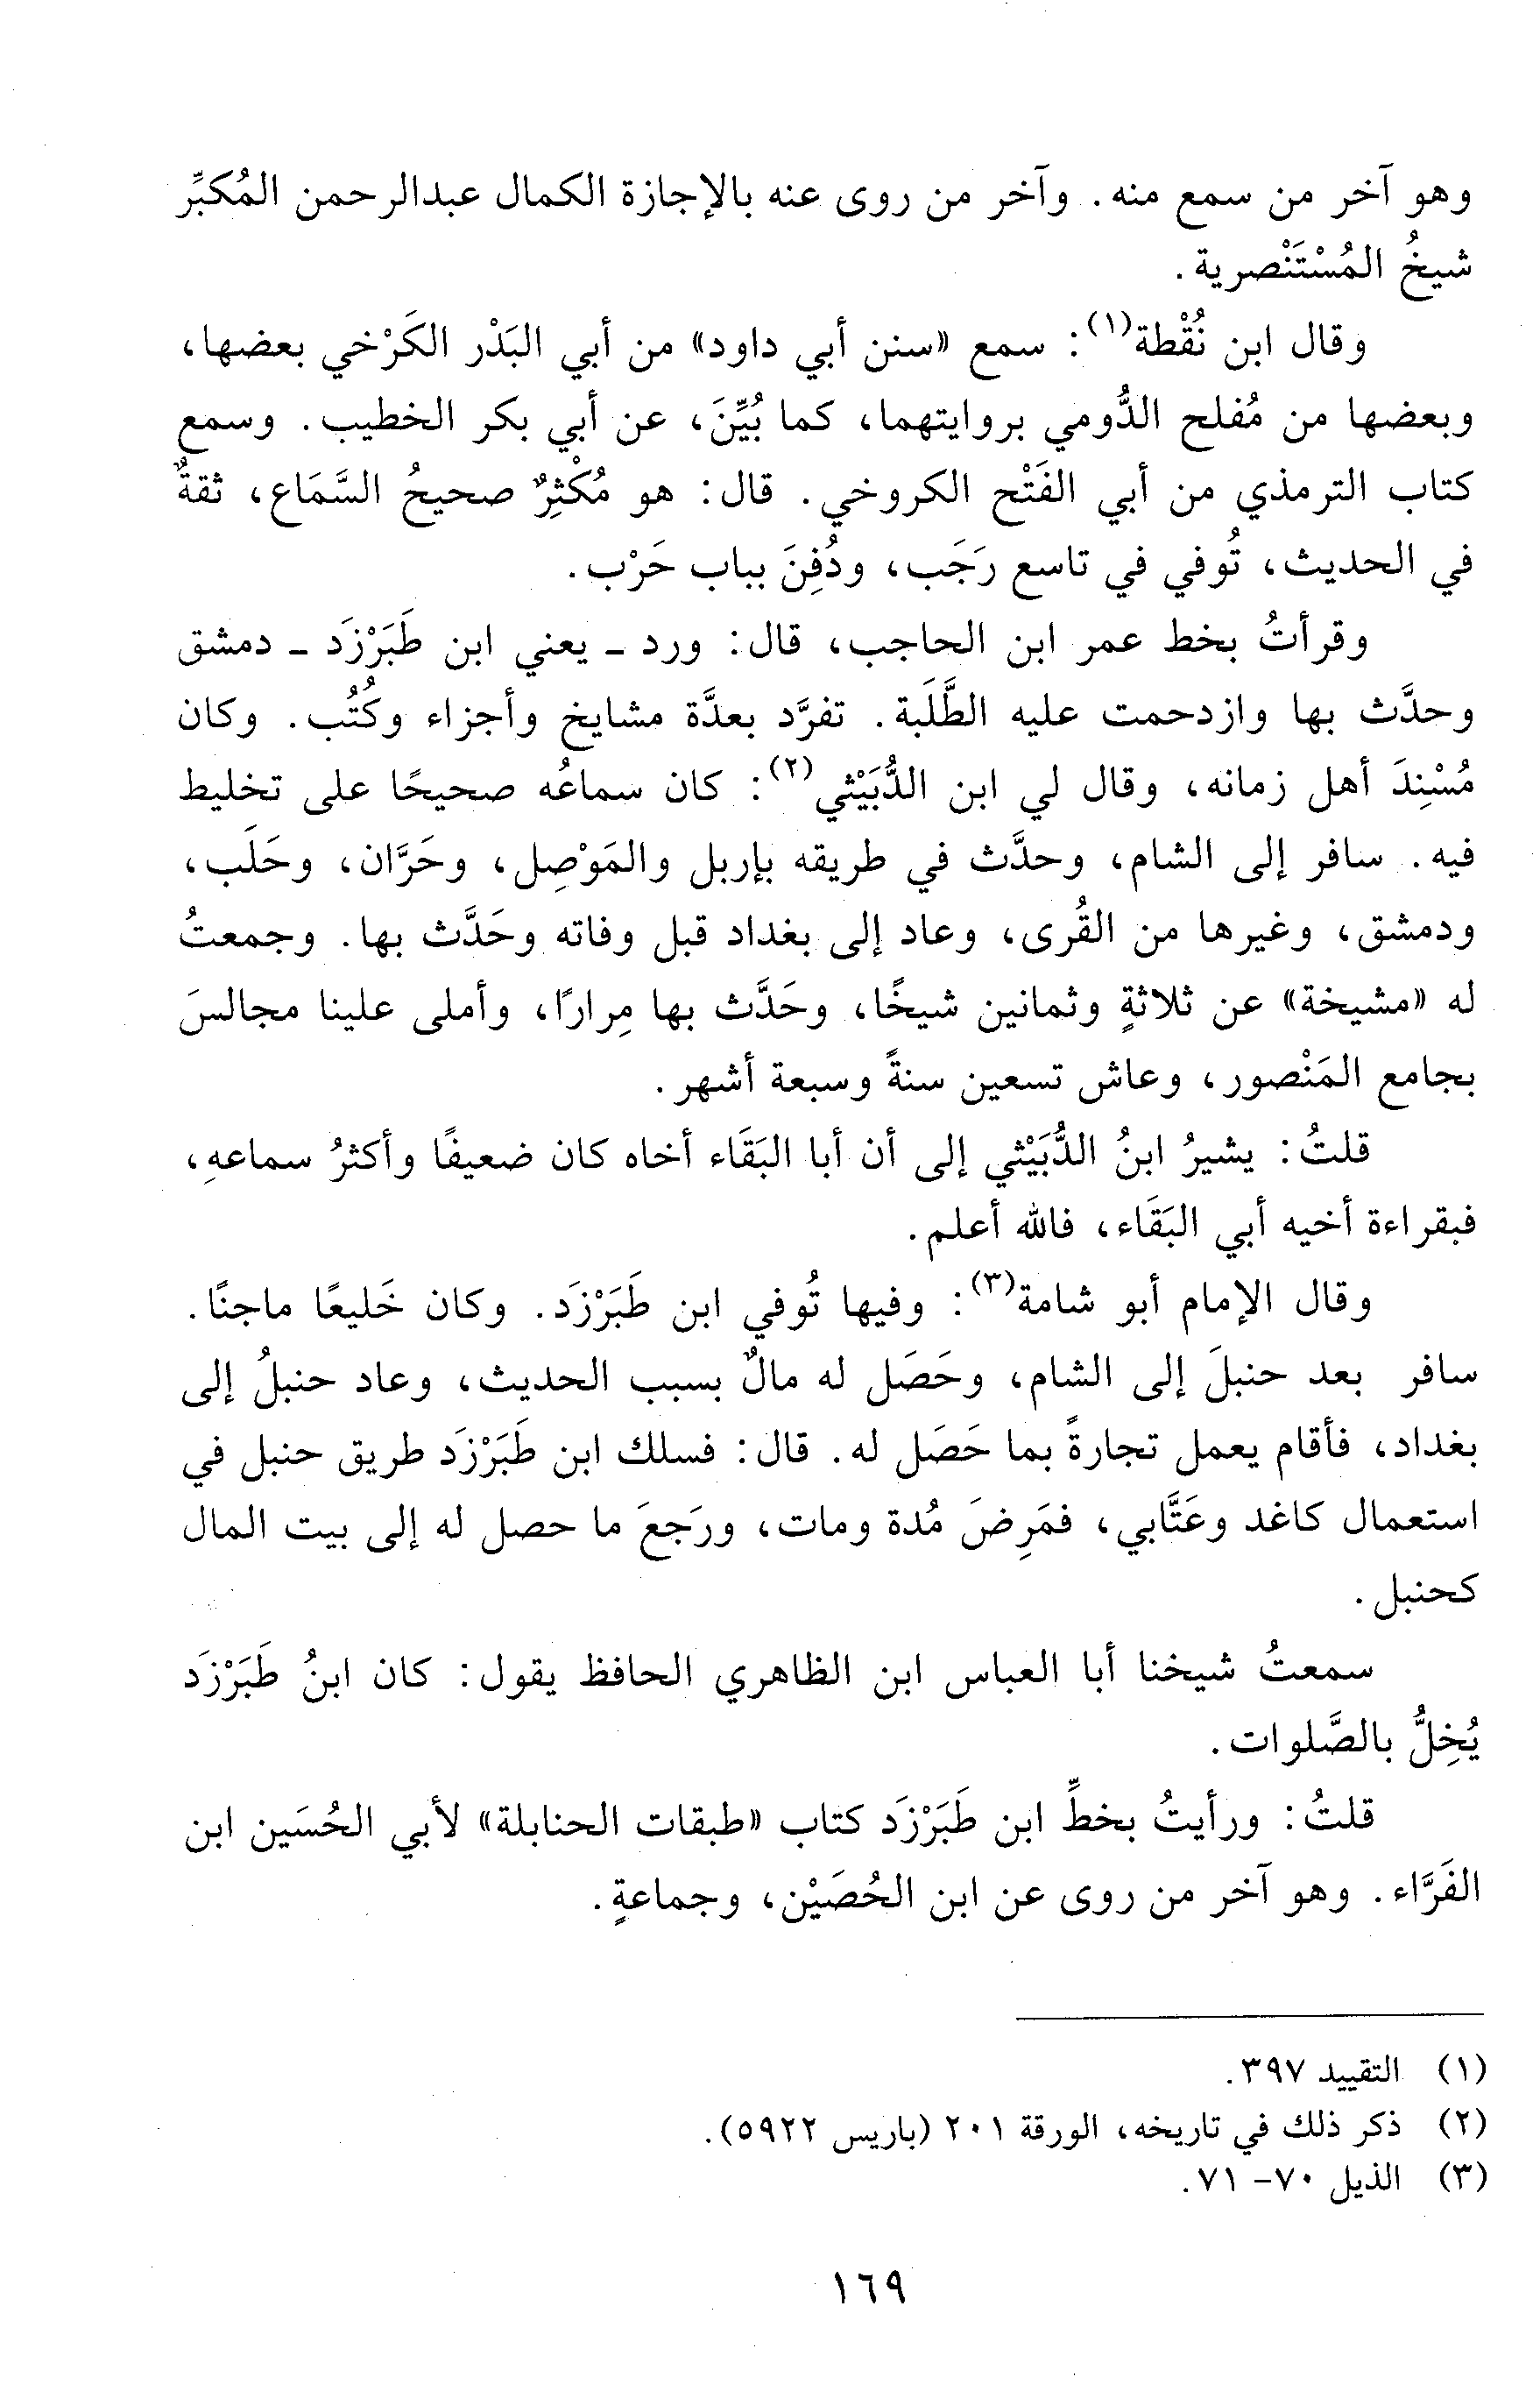 وهو آخر من سمع منه. وآخر من روى عنه بالإجازة الكمال عبدالرحمن المُكبِّر
شيخُ المُسْتَنْصرية.
وقال ابن نُقْطة(١): سمع «سنن أبي داود» من أبي البَدْر الكَرْخي بعضها،
وبعضها من مُفلح الدُّومي بروايتهما، كما بُيِّنَ، عن أبي بكر الخطيب. وسمع
كتاب الترمذي من أبي الفَتْح الكروخي. قال: هو مُكْثِرٌ صحيحُ السَّمَاع، ثقةٌ
في الحديث، تُوفي في تاسع رَجَب، ودُفِنَ بباب حَرْب.
وقرأتُ بخط عمر ابن الحاجب، قال: ورد - يعني ابن طَبَرْزَد - دمشق
وحدَّث بها وازدحمت عليه الطَّلَبة. تفرَّد بعدَّة مشايخ وأجزاء وكُتُب. وكان
مُسْنِدَ أهل زمانه، وقال لي ابن الدُّبَيْثي(٢): كان سماعُه صحيحًا على تخليط
فيه. سافر إلى الشام، وحدَّث في طريقه بإربل والمَوْصِل، وحَرَّان، وحَلَب،
ودمشق، وغيرها من القُرى، وعاد إلى بغداد قبل وفاته وحَدَّث بها. وجمعتُ
له «مشيخة» عن ثلاثةٍ وثمانين شيخًا، وحَدَّث بها مِرارًا، وأملى علينا مجالسَ
بجامع المَنْصور، وعاش تسعين سنةً وسبعة أشهر.
قلتُ: يشيرُ ابنُ الدُّبَيْثي إلى أن أبا البَقَاء أخاه كان ضعيفًا وأكثرُ سماعهِ،
فبقراءة أخيه أبي البَقَاء، فالله أعلم.
وقال الإمام أبو شامة(٣): وفيها تُوفي ابن طَبَرْزَد. وكان خَليعًا ماجنًا.
سافر بعد حنبلَ إلى الشام، وحَصَل له مالٌ بسبب الحديث، وعاد حنبلُ إلى
بغداد، فأقام يعمل تجارةً بما حَصَل له. قال: فسلك ابن طَبَرْزَد طريق حنبل في
استعمال كاغد وعَتَّابي، فمَرِضَ مُدة ومات، ورَجعَ ما حصل له إلى بيت المال
كحنبل.
سمعتُ شيخنا أبا العباس ابن الظاهري الحافظ يقول: كان ابنُ طَبَرْزَد
يُخِلُّ بالصَّلوات.
قلتُ: ورأيتُ بخطِّ ابن طَبَرْزَد كتاب «طبقات الحنابلة» لأبي الحُسَين ابن
الفَرَّاء. وهو آخر من روى عن ابن الحُصَيْن، وجماعةٍ.
(١) التقييد ٣٩٧.
(٢) ذكر ذلك في تاريخه، الورقة ٢٠١ (باريس ٥٩٢٢).
(٣) الذيل ٧٠- ٧١.
١٦٩